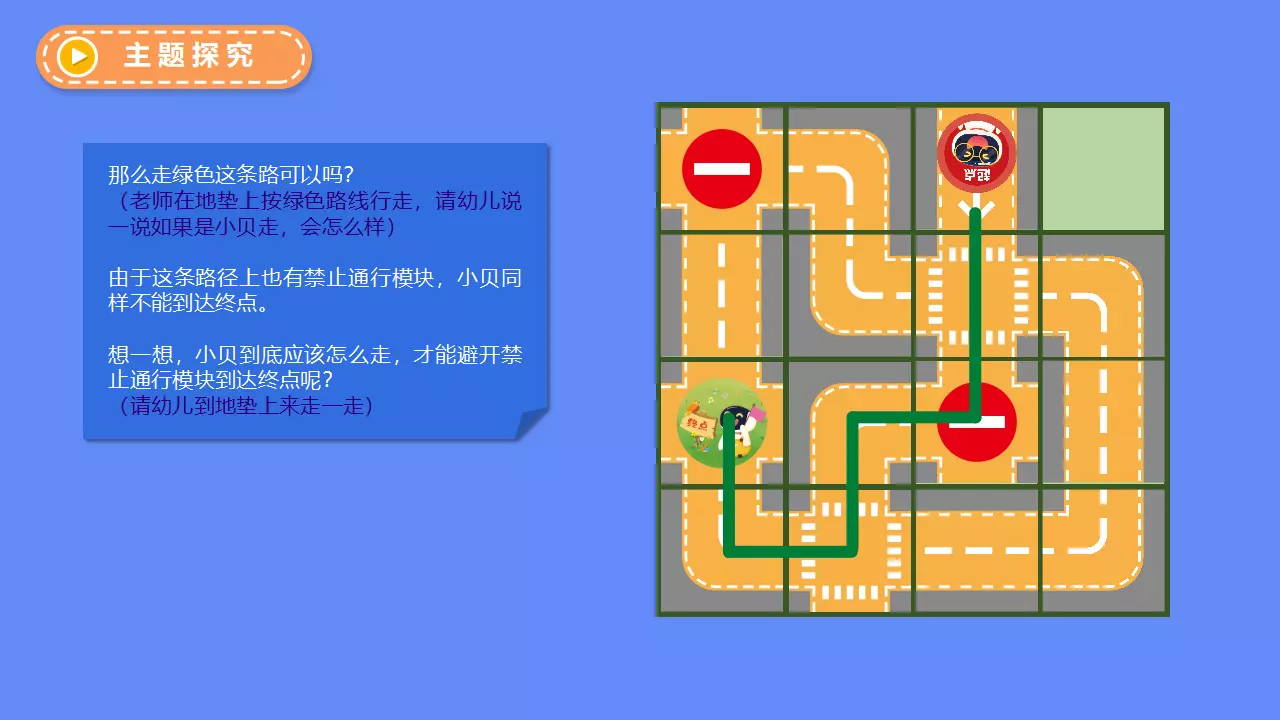 主题探究
那么走绿色这条路可以吗？
（老师在地垫上按绿色路线行走，请幼儿说
一说如果是小贝走，会怎么样）
由于这条路径上也有禁止通行模块，小贝同
样不能到达终点。
想一想，小贝到底应该怎么走，才能避开禁
止通行模块到达终点呢？
（请幼儿到地垫上来走一走）
起点
终点